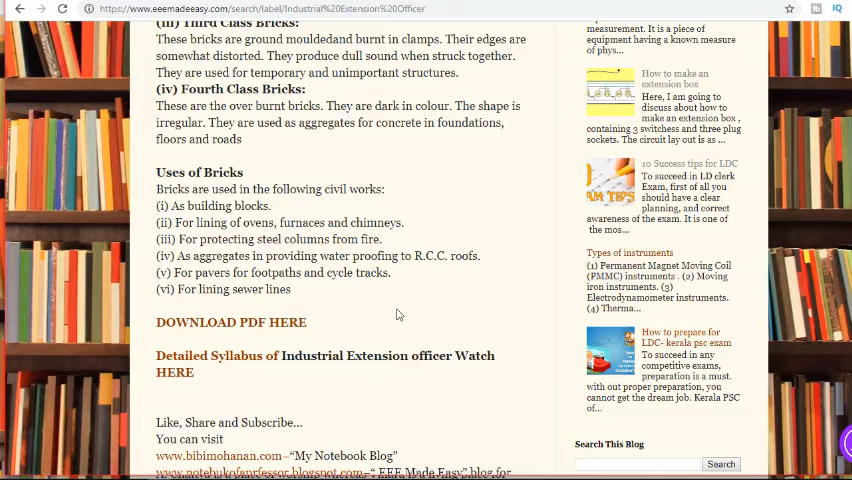 https://www.eeemadeeasy.com/search/label/Industrial%20Extension%20Officer
(iii) Third Class Bricks:
These bricks are ground mouldedand burnt in clamps. Their edges are
somewhat distorted. They produce dull sound when struck together.
They are used for temporary and unimportant structures.
(iv) Fourth Class Bricks:
These are the over burnt bricks. They are dark in colour. The shape is
irregular. They are used as aggregates for concrete in foundations,
floors and roads
Uses of Bricks
Bricks are used in the following civil works:
(i) As building blocks.
(ii) For lining of ovens, furnaces and chimneys.
(iii) For protecting steel columns from fire.
(iv) As aggregates in providing water proofing to R.C.C. roofs.
(v) For pavers for footpaths and cycle tracks.
(vi) For lining sewer lines
DOWNLOAD PDF HERE
Detailed Syllabus of Industrial Extension officer Watch
HERE
Like, Share and Subscribe...
You can visit
www.bibimohanan.com–“My Notebook Blog”
www.notebukofaprfessor.blogspot.com–“ EEE Made Easy” blog for
measurement. It is a piece of
equipment having a known measure
of phys...
How to make an
extension box
Here, I am going to
discuss about how to
make an extension box ,
containing 3 switchess and three plug
sockets. The circuit lay out is as ...
10 Success tips for LDC
To succeed in LD clerk
Exam, first of all you
should have a clear
planning, and correct
awareness of the exam. It is one of
the mos...
AM TIPS
Types of instruments
(1) Permanent Magnet Moving Coil
(PMMC) instruments . (2) Moving
iron instruments. (3)
Electrodynamometer instruments.
(4) Therma...
How to prepare for
LDC- kerala psc exam
To succeed in any
competitive exams,
preparation is a must.
with out proper preparation, you
cannot get the dream job. Kerala PSC
of...
Search This Blog
Search